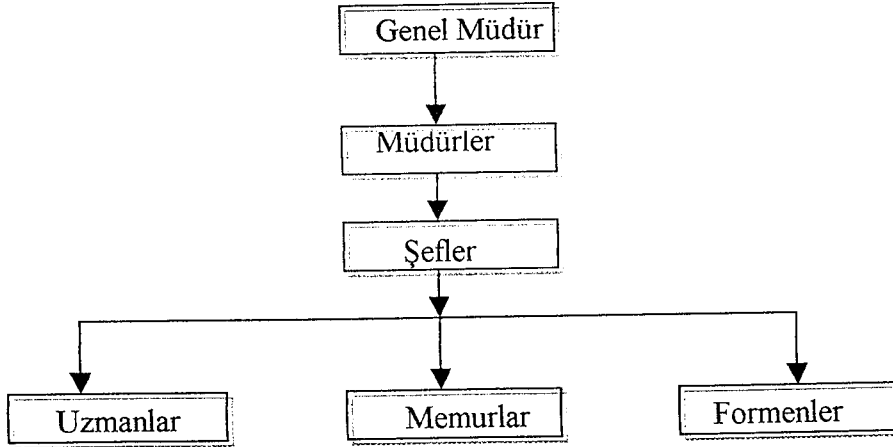 Genel Müdür
Müdürler
Şefler
Uzmanlar
Memurlar
Formenler